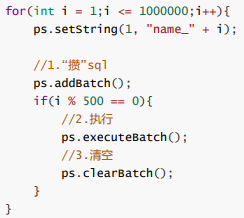 for(int i = 1;i <= 1000000;i++){
ps.setString(1, "name_" + i);
//1.“攒”sql
ps.addBatch();
if(i % 500 == 0){
//2.执行
ps.executeBatch();
//3.清空
ps.clearBatch();
}
}